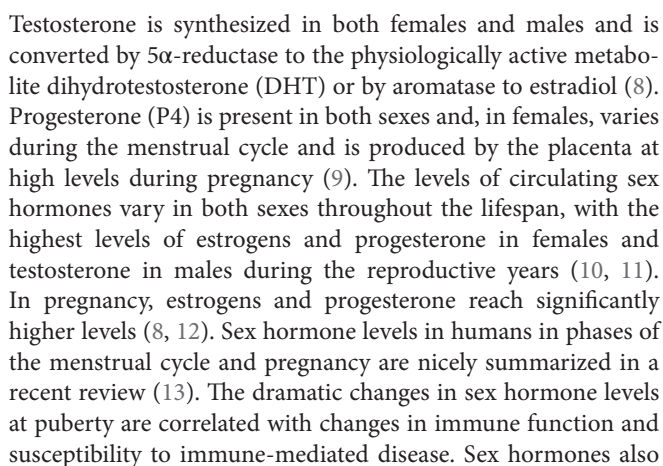 Testosterone is synthesized in both females and males and is
converted by 5α-reductase to the physiologically active metabo-
lite dihydrotestosterone (DHT) or by aromatase to estradiol (8).
Progesterone (P4) is present in both sexes and, in females, varies
during the menstrual cycle and is produced by the placenta at
high levels during pregnancy (9). The levels of circulating sex
hormones vary in both sexes throughout the lifespan, with the
highest levels of estrogens and progesterone in females and
testosterone in males during the reproductive years (10, 11).
In pregnancy, estrogens and progesterone reach significantly
higher levels (8, 12). Sex hormone levels in humans in phases of
the menstrual cycle and pregnancy are nicely summarized in a
recent review (13). The dramatic changes in sex hormone levels
at puberty are correlated with changes in immune function and
susceptibility to immune-mediated disease. Sex hormones also